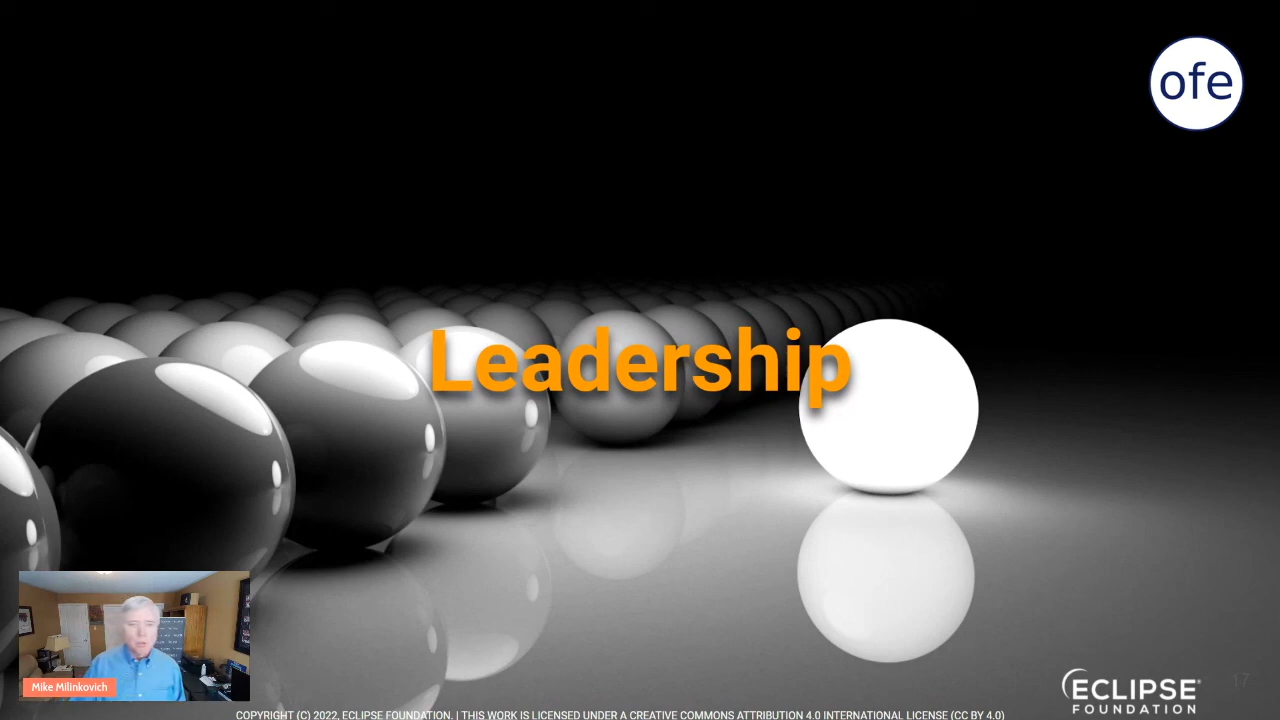 ofe
Leadership
Mike Milinkovich
ECLIPSE®
FOUNDATION
17
COPYRIGHT (C) 2022, ECLIPSE FOUNDATION. | THIS WORK IS LICENSED UNDER A CREATIVE COMMONS ATTRIBUTION 4.0 INTERNATIONAL LICENSE (CC BY 4.0)